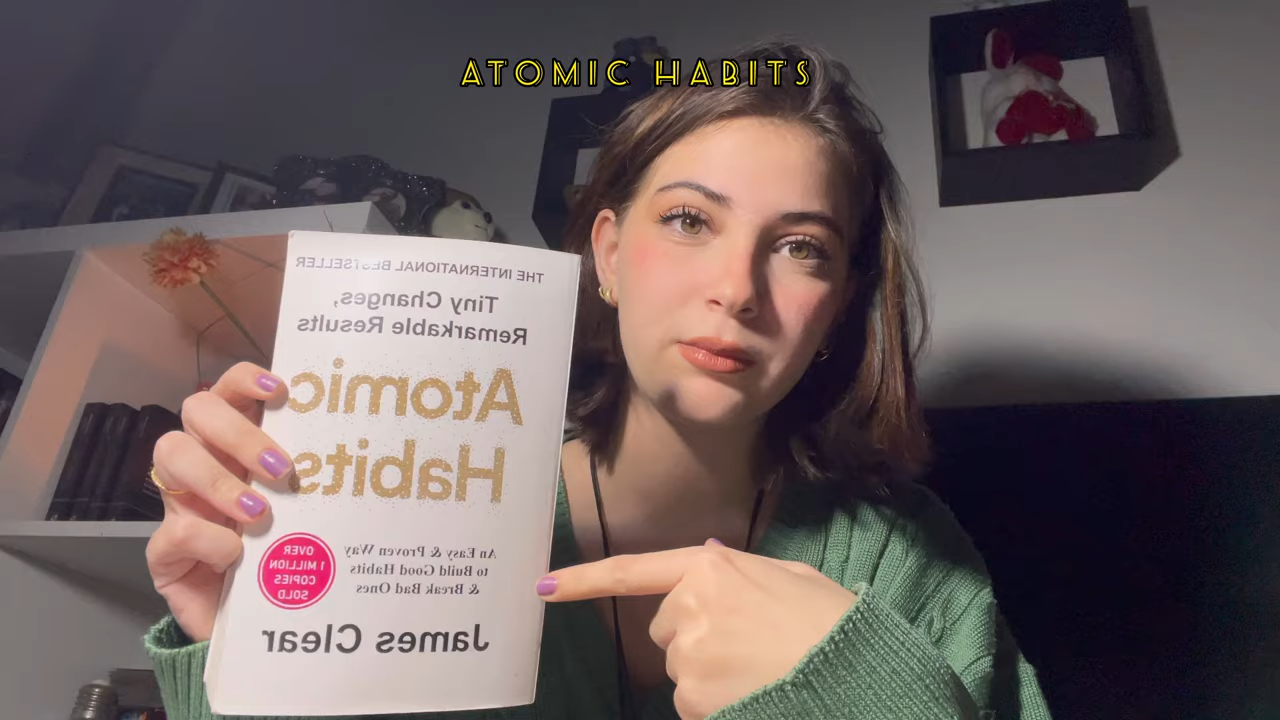 ATOMIC HABITS
THE INTERNATIONAL BESTSELLER
Tiny Changes,
Remarkable Results
Atomic
Habits
An Easy & Proven Way
to Build Good Habits
& Break Bad Ones
OVER
1 MILLION
COPIES
SOLD
James Clear